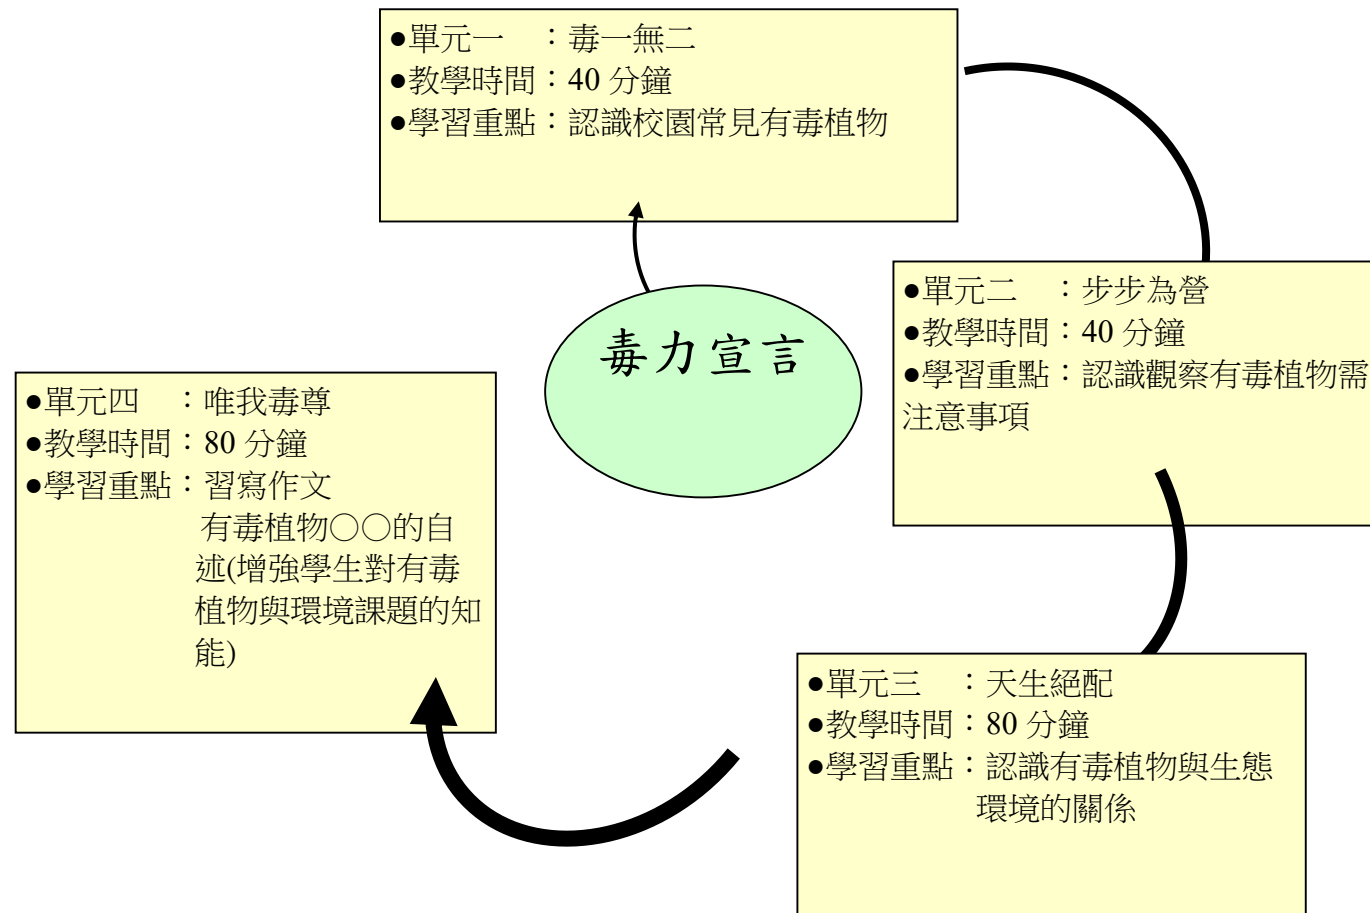 ●單元一　：毒一無二
●教學時間：40 分鐘
●學習重點：認識校園常見有毒植物
毒力宣言
●單元二　：步步為營
●教學時間：40 分鐘
●學習重點：認識觀察有毒植物需
注意事項
●單元三　：天生絕配
●教學時間：80 分鐘
●學習重點：認識有毒植物與生態
環境的關係
●單元四　：唯我毒尊
●教學時間：80 分鐘
●學習重點：習寫作文
有毒植物○○的自
述(增強學生對有毒
植物與環境課題的知
能)